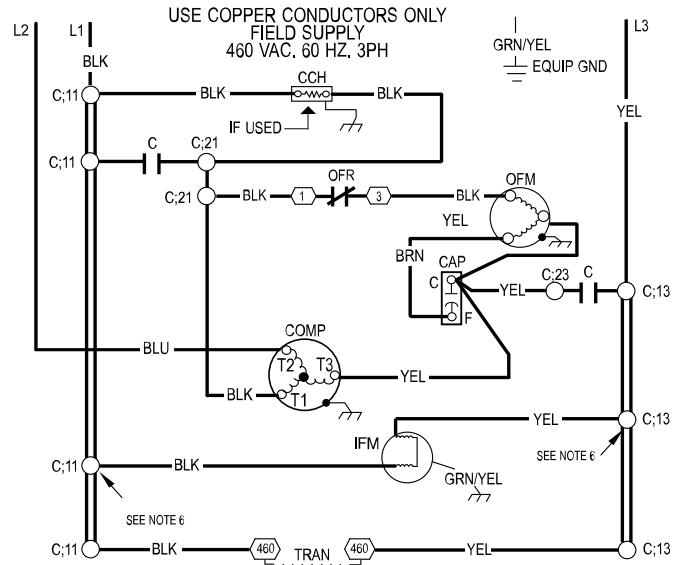 USE COPPER CONDUCTORS ONLY
FIELD SUPPLY
460 VAC, 60 HZ, 3PH
L2 L1 L3
GRN/YEL
EQUIP GND
BLK
CCH
C;11 BLK BLK
YEL
IF USED
C C;21
C;11
OFR OFM
C;21 BLK 1 3 BLK
YEL
BRN CAP
C YEL C;23 C C;13
F
COMP
BLU
T2 T3
YEL
BLK T1
YEL C;13
IFM
SEE NOTE 6
C;11 BLK
GRN/YEL
SEE NOTE 6
C;11 BLK 460 TRAN 460 YEL C;13